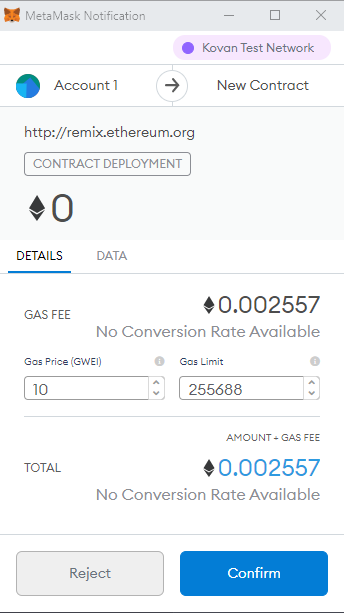 MetaMask Notification
Kovan Test Network
Account 1
New Contract
http://remix.ethereum.org
CONTRACT DEPLOYMENT
0
DETAILS
DATA
GAS FEE
0.002557
No Conversion Rate Available
Gas Price (GWEI)
Gas Limit
10
255688
AMOUNT + GAS FEE
TOTAL
0.002557
No Conversion Rate Available
Reject
Confirm